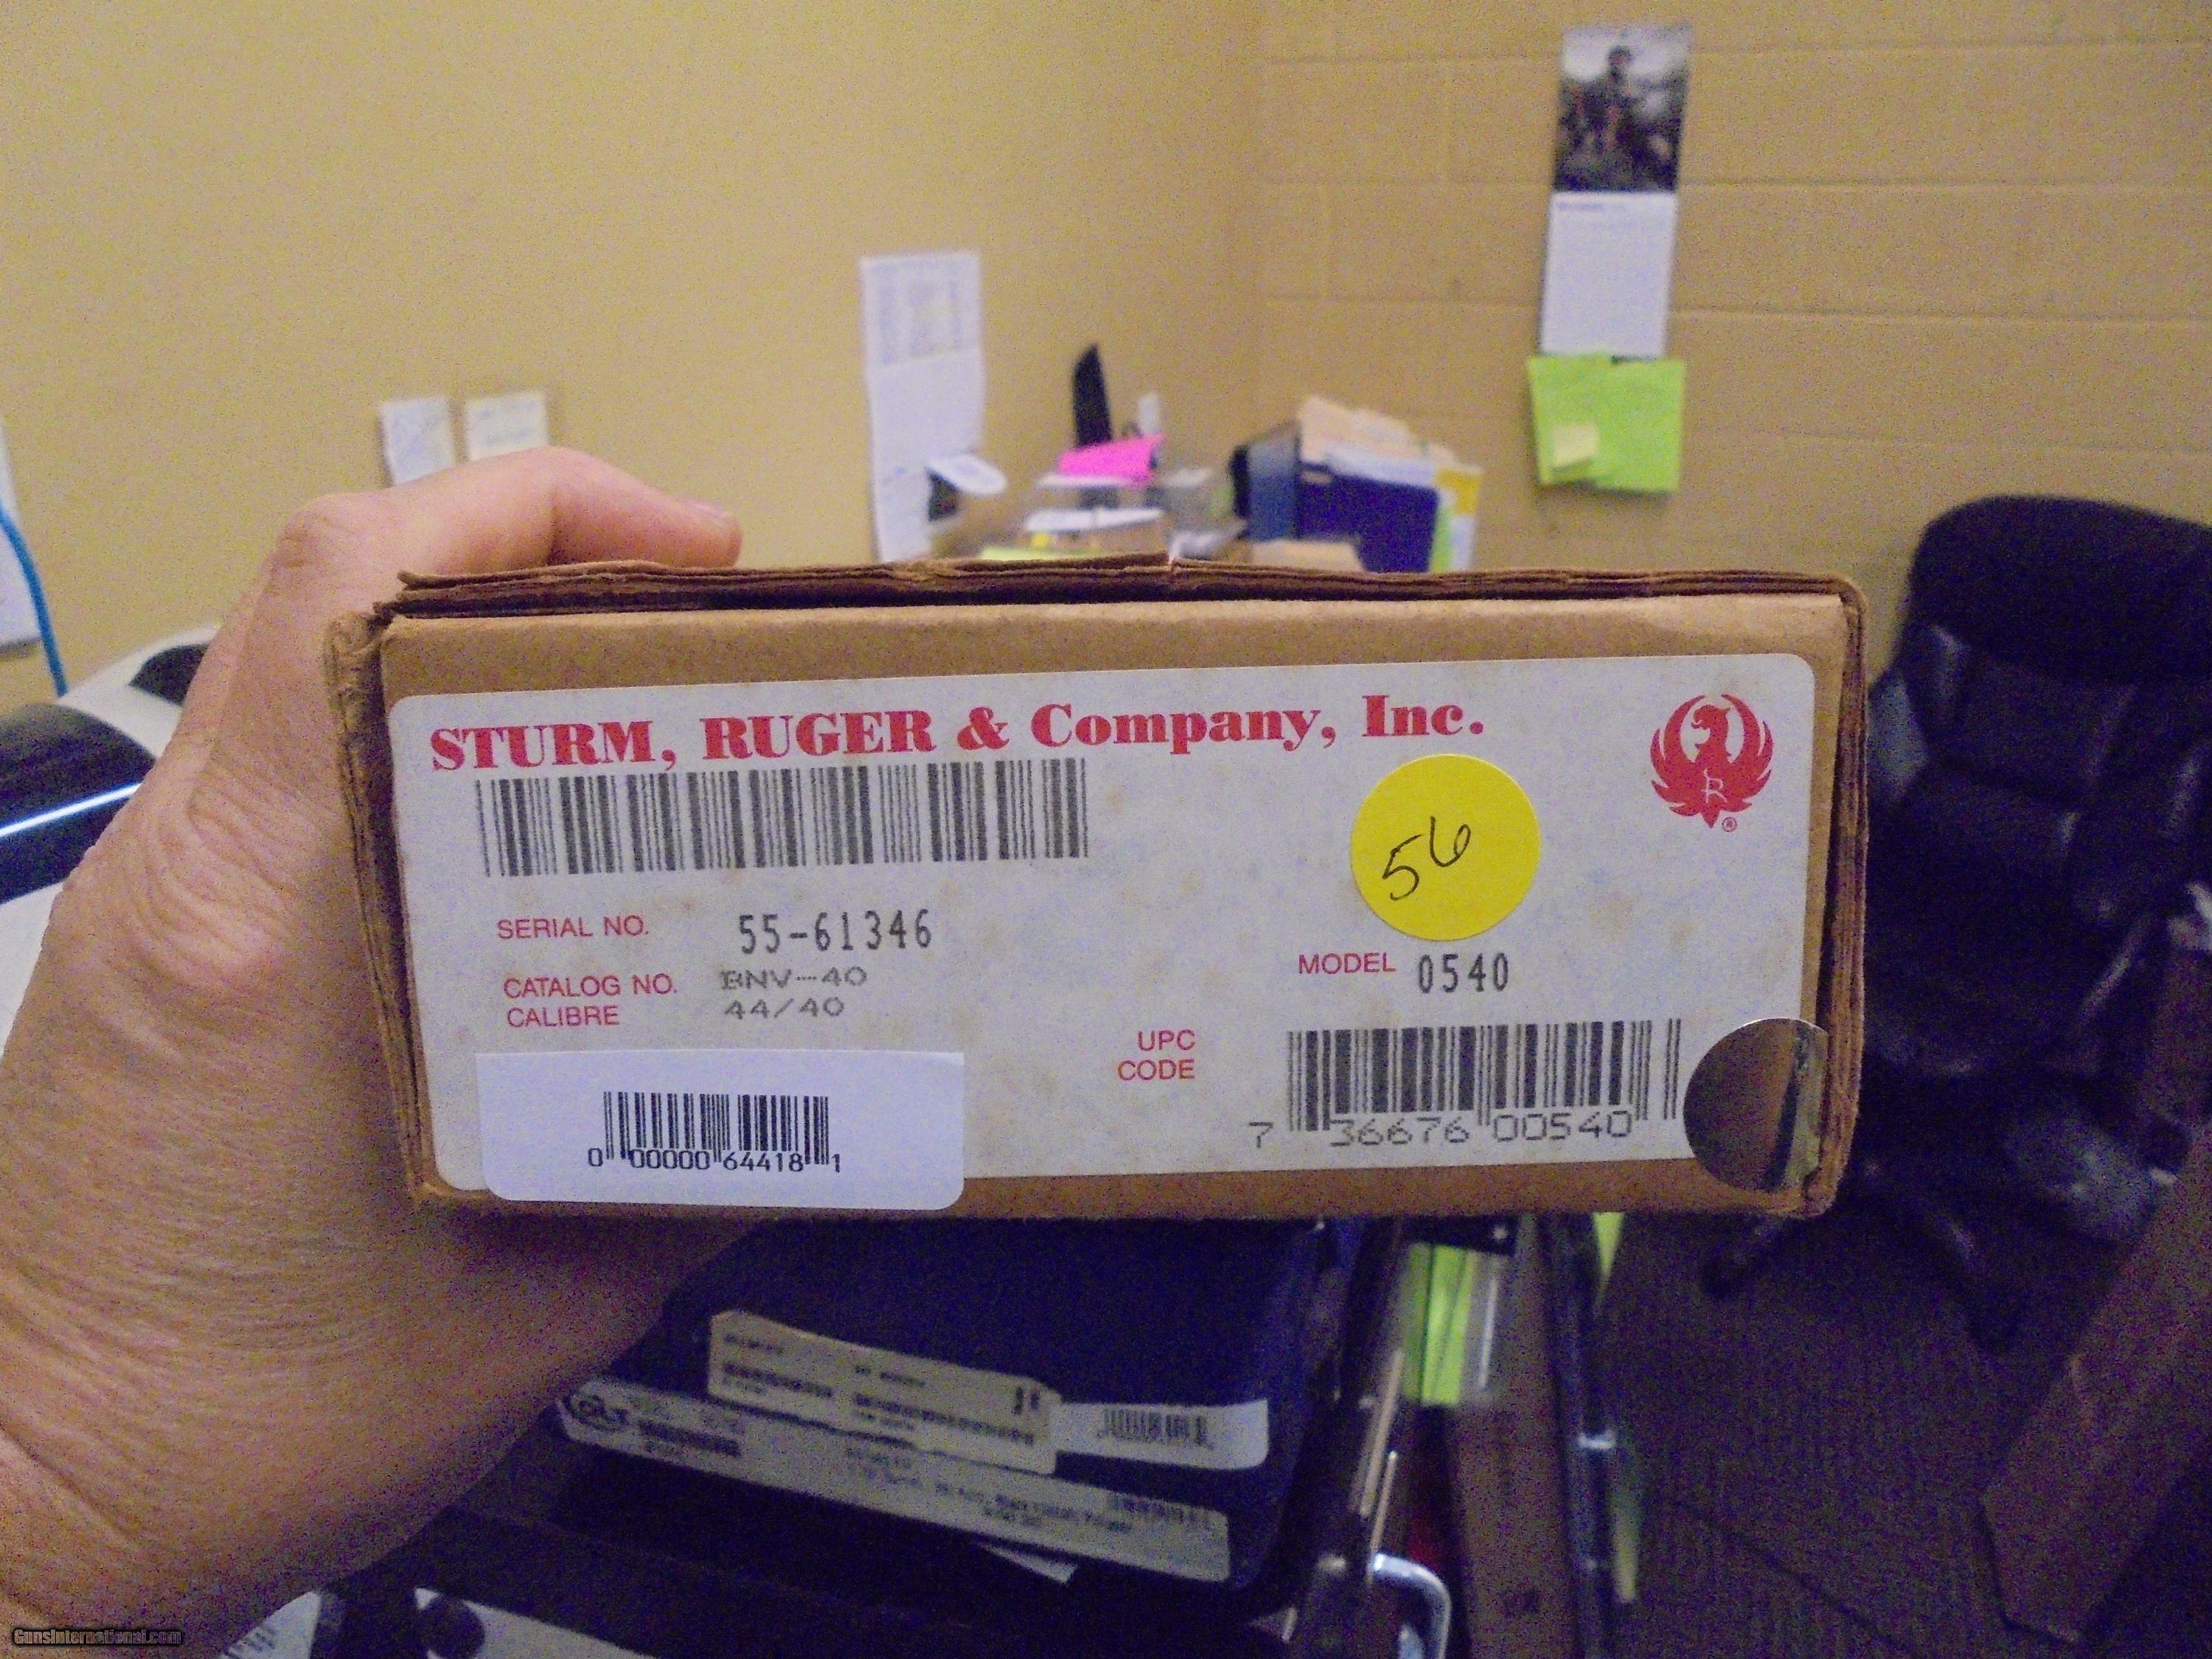 STURM, RUGER & Company, Inc.
R
®
56
SERIAL NO. 55-61346
CATALOG NO. BNV-40
CALIBRE 44/40
MODEL 0540
UPC
CODE
7 36676 00540
0 00000 64418 1
COLT
GunsInternational.com